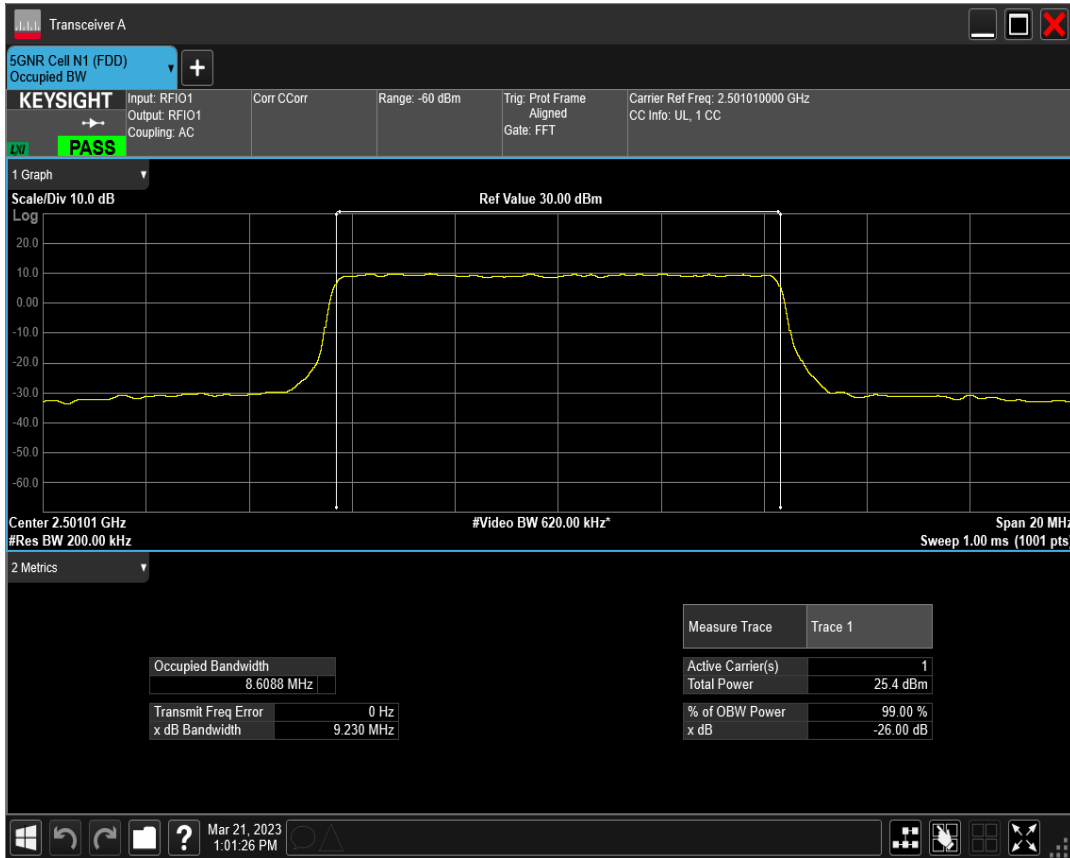 Transceiver A
5GNR Cell N1 (FDD)
Occupied BW
+
KEYSIGHT
LXI
PASS
Input: RFIO1
Output: RFIO1
Coupling: AC
Corr CCorr
Range: -60 dBm
Trig: Prot Frame
Aligned
Gate: FFT
Carrier Ref Freq: 2.501010000 GHz
CC Info: UL, 1 CC
1 Graph
Scale/Div 10.0 dB
Ref Value 30.00 dBm
Log
20.0
10.0
0.00
-10.0
-20.0
-30.0
-40.0
-50.0
-60.0
Center 2.50101 GHz
#Video BW 620.00 kHz*
Span 20 MHz
#Res BW 200.00 kHz
Sweep 1.00 ms (1001 pts)
2 Metrics
Measure Trace Trace 1
Occupied Bandwidth
8.6088 MHz
Active Carrier(s) 1
Total Power 25.4 dBm
Transmit Freq Error 0 Hz
x dB Bandwidth 9.230 MHz
% of OBW Power 99.00 %
x dB -26.00 dB
?
Mar 21, 2023
1:01:26 PM